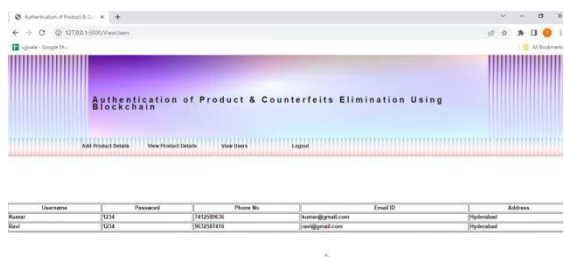 Authentication of Product & Co
127.0.0.1:5000/ViewUsers
All Bookmarks
Authentication of Product & Counterfeits Elimination Using
Blockchain
Add Product Details View Product Details View Users Logout
Username Password Phone No Email ID Address
Kumar 1234 7412589636 kumar@gmail.com Hyderabad
Ravi 1234 9632587416 ravi@gmail.com Hyderabad